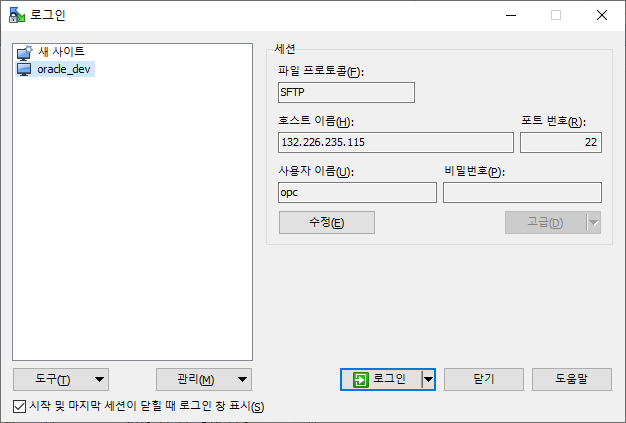 로그인
새 사이트
oracle_dev
세션
파일 프로토콜(F):
SFTP
호스트 이름(H):
포트 번호(R):
132.226.235.115
22
사용자 이름(U):
비밀번호(P):
opc
수정(E)
고급(D)
도구(T)
관리(M)
로그인
닫기
도움말
시작 및 마지막 세션이 닫힐 때 로그인 창 표시(S)